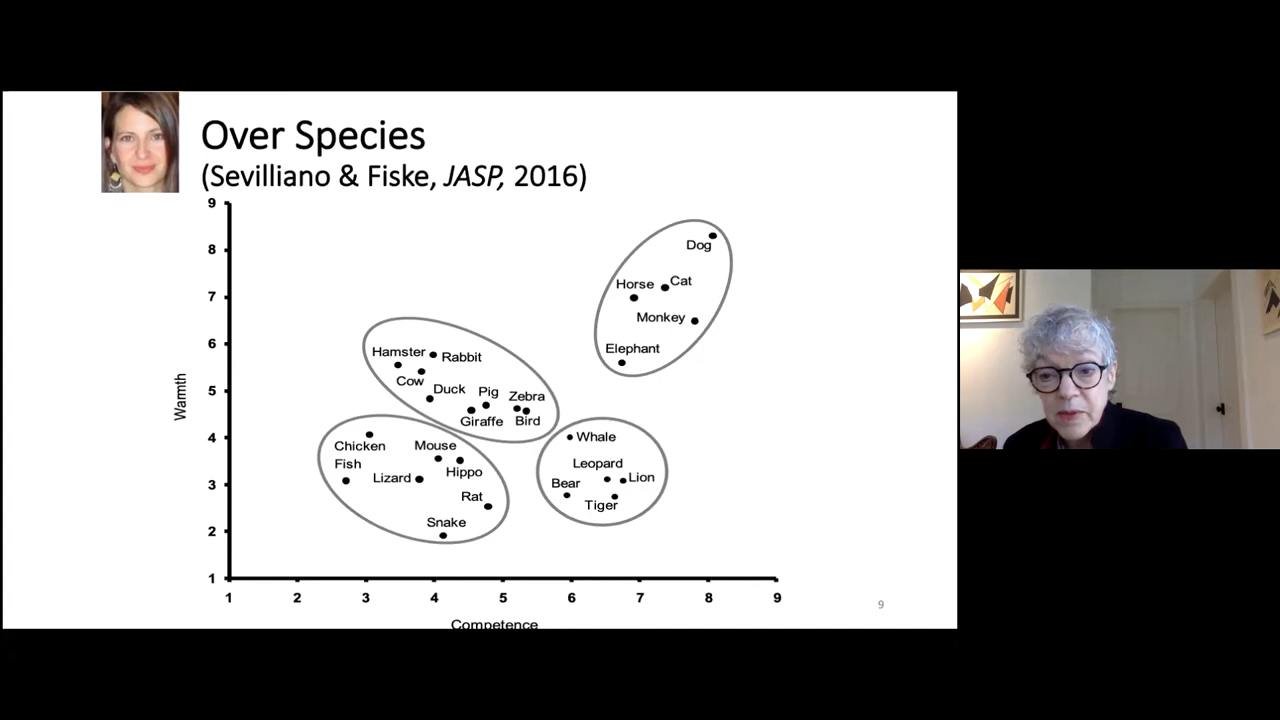 Over Species
(Sevilliano & Fiske, JASP, 2016)
9
8
Dog
7
Horse
Cat
Monkey
6
Elephant
Hamster
Rabbit
Cow
Warmth
5
Duck
Pig
Zebra
Giraffe
Bird
4
Chicken
Mouse
Whale
Fish
Lizard
Hippo
Leopard
3
Bear
Lion
Rat
Tiger
Snake
2
1
1 2 3 4 5 6 7 8 9
Competence
9